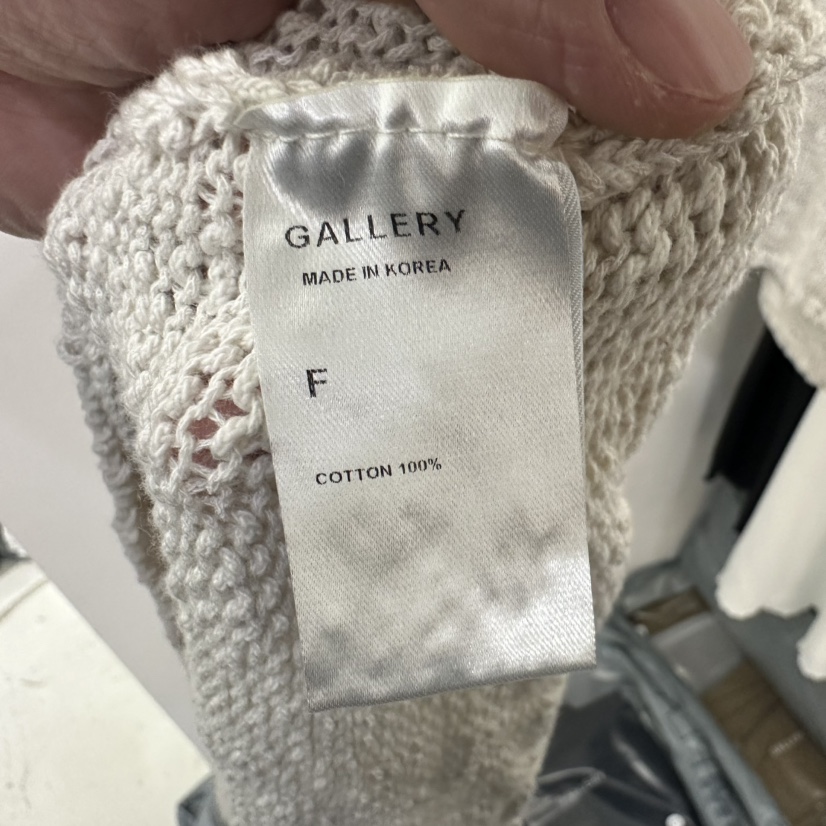 GALLERY
MADE IN KOREA
F
COTTON 100%